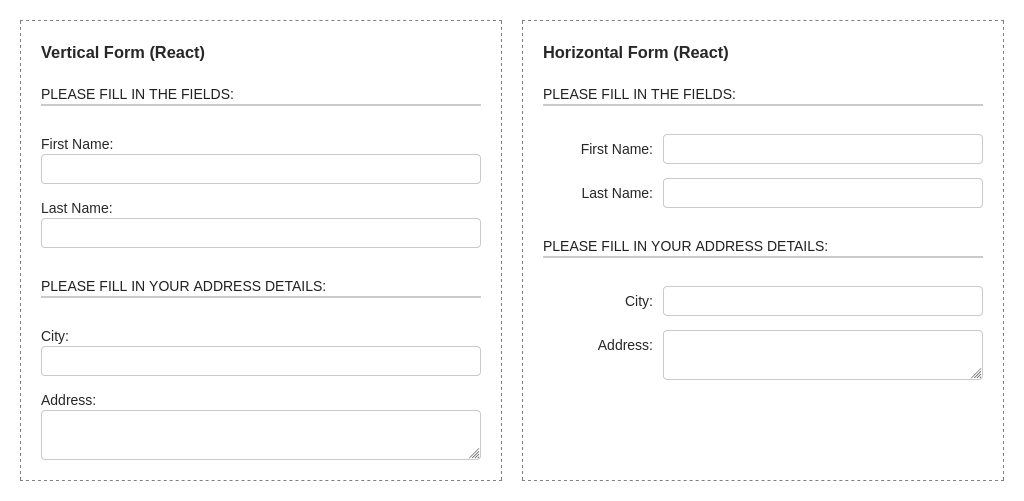 Vertical Form (React)
PLEASE FILL IN THE FIELDS:
First Name:
Last Name:
PLEASE FILL IN YOUR ADDRESS DETAILS:
City:
Address:
Horizontal Form (React)
PLEASE FILL IN THE FIELDS:
First Name:
Last Name:
PLEASE FILL IN YOUR ADDRESS DETAILS:
City:
Address: